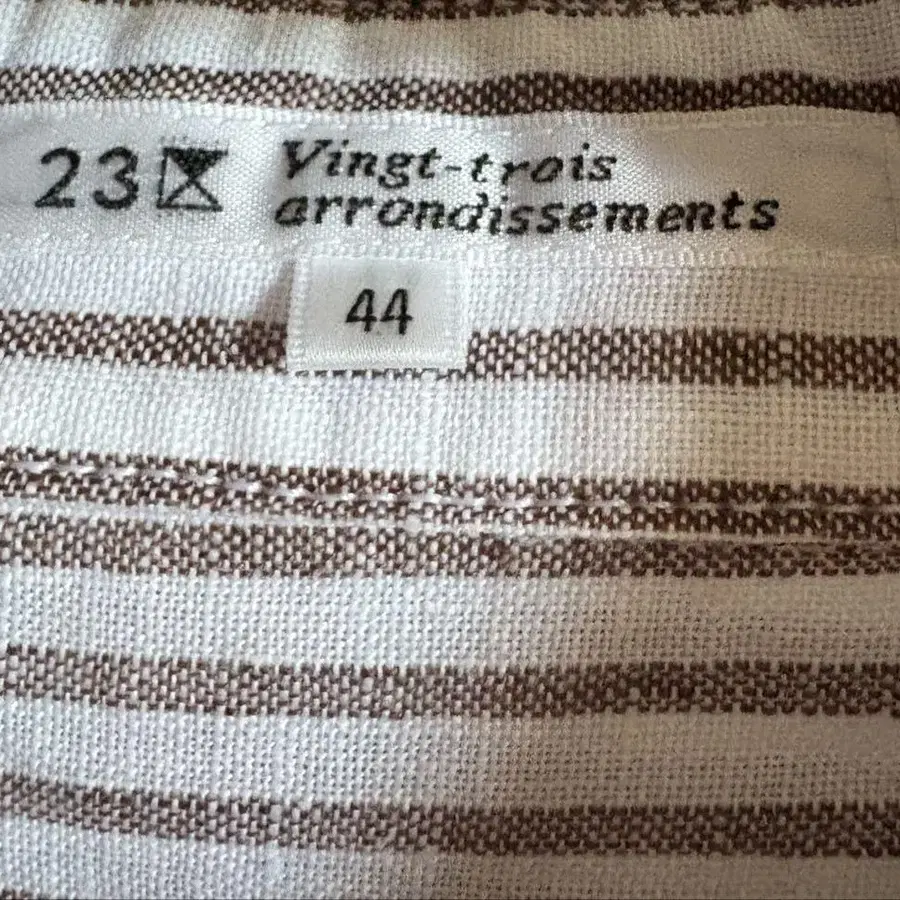 23
Vingt-trois
arrondissements
44